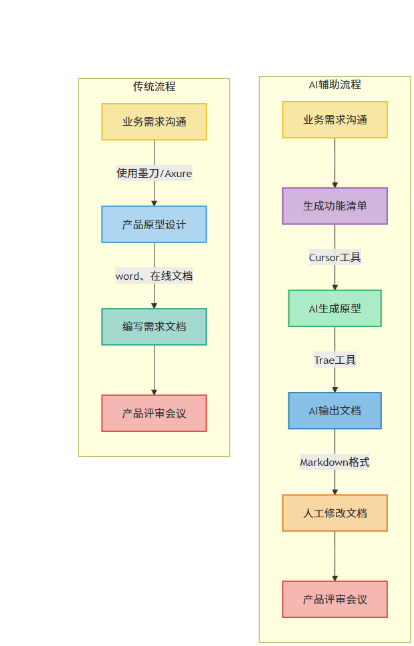 传统流程
业务需求沟通
使用墨刀/Axure
产品原型设计
word、在线文档
编写需求文档
产品评审会议
AI辅助流程
业务需求沟通
生成功能清单
Cursor工具
AI生成原型
Trae工具
AI输出文档
Markdown格式
人工修改文档
产品评审会议